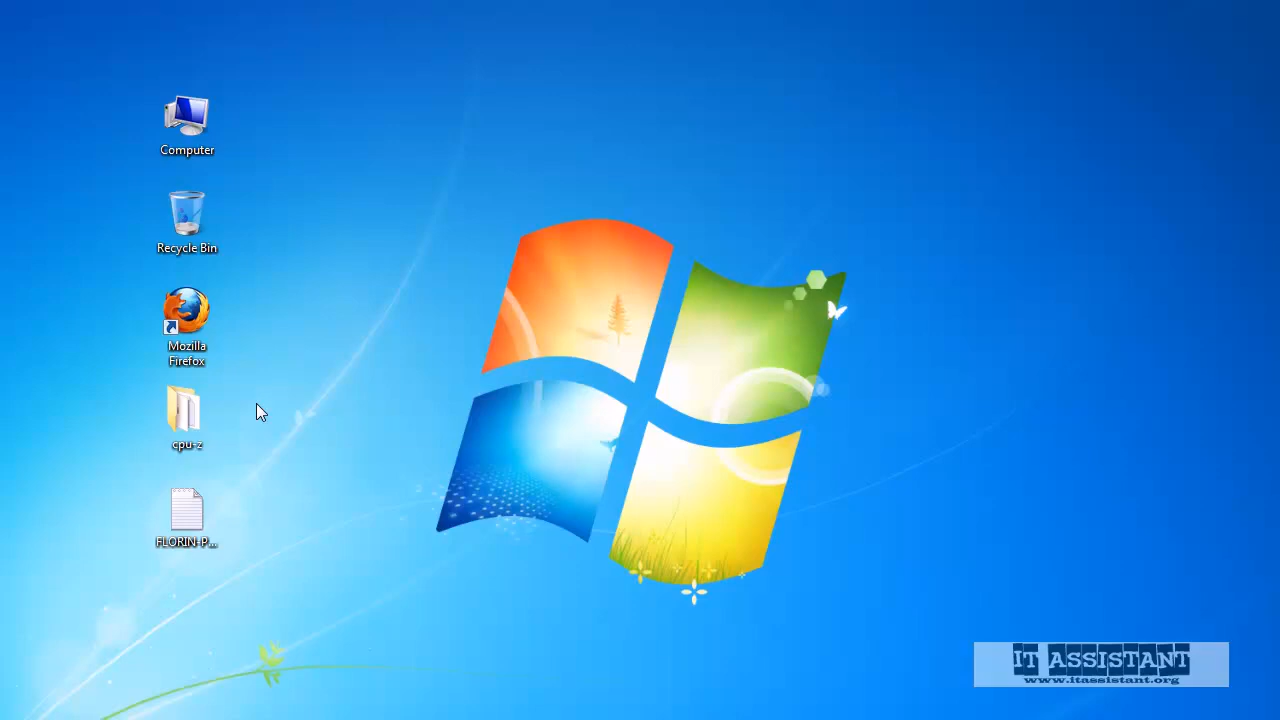 Computer
Recycle Bin
Mozilla
Firefox
cpu-z
FLORIN-P...
IT ASSISTANT
www.itassistant.org